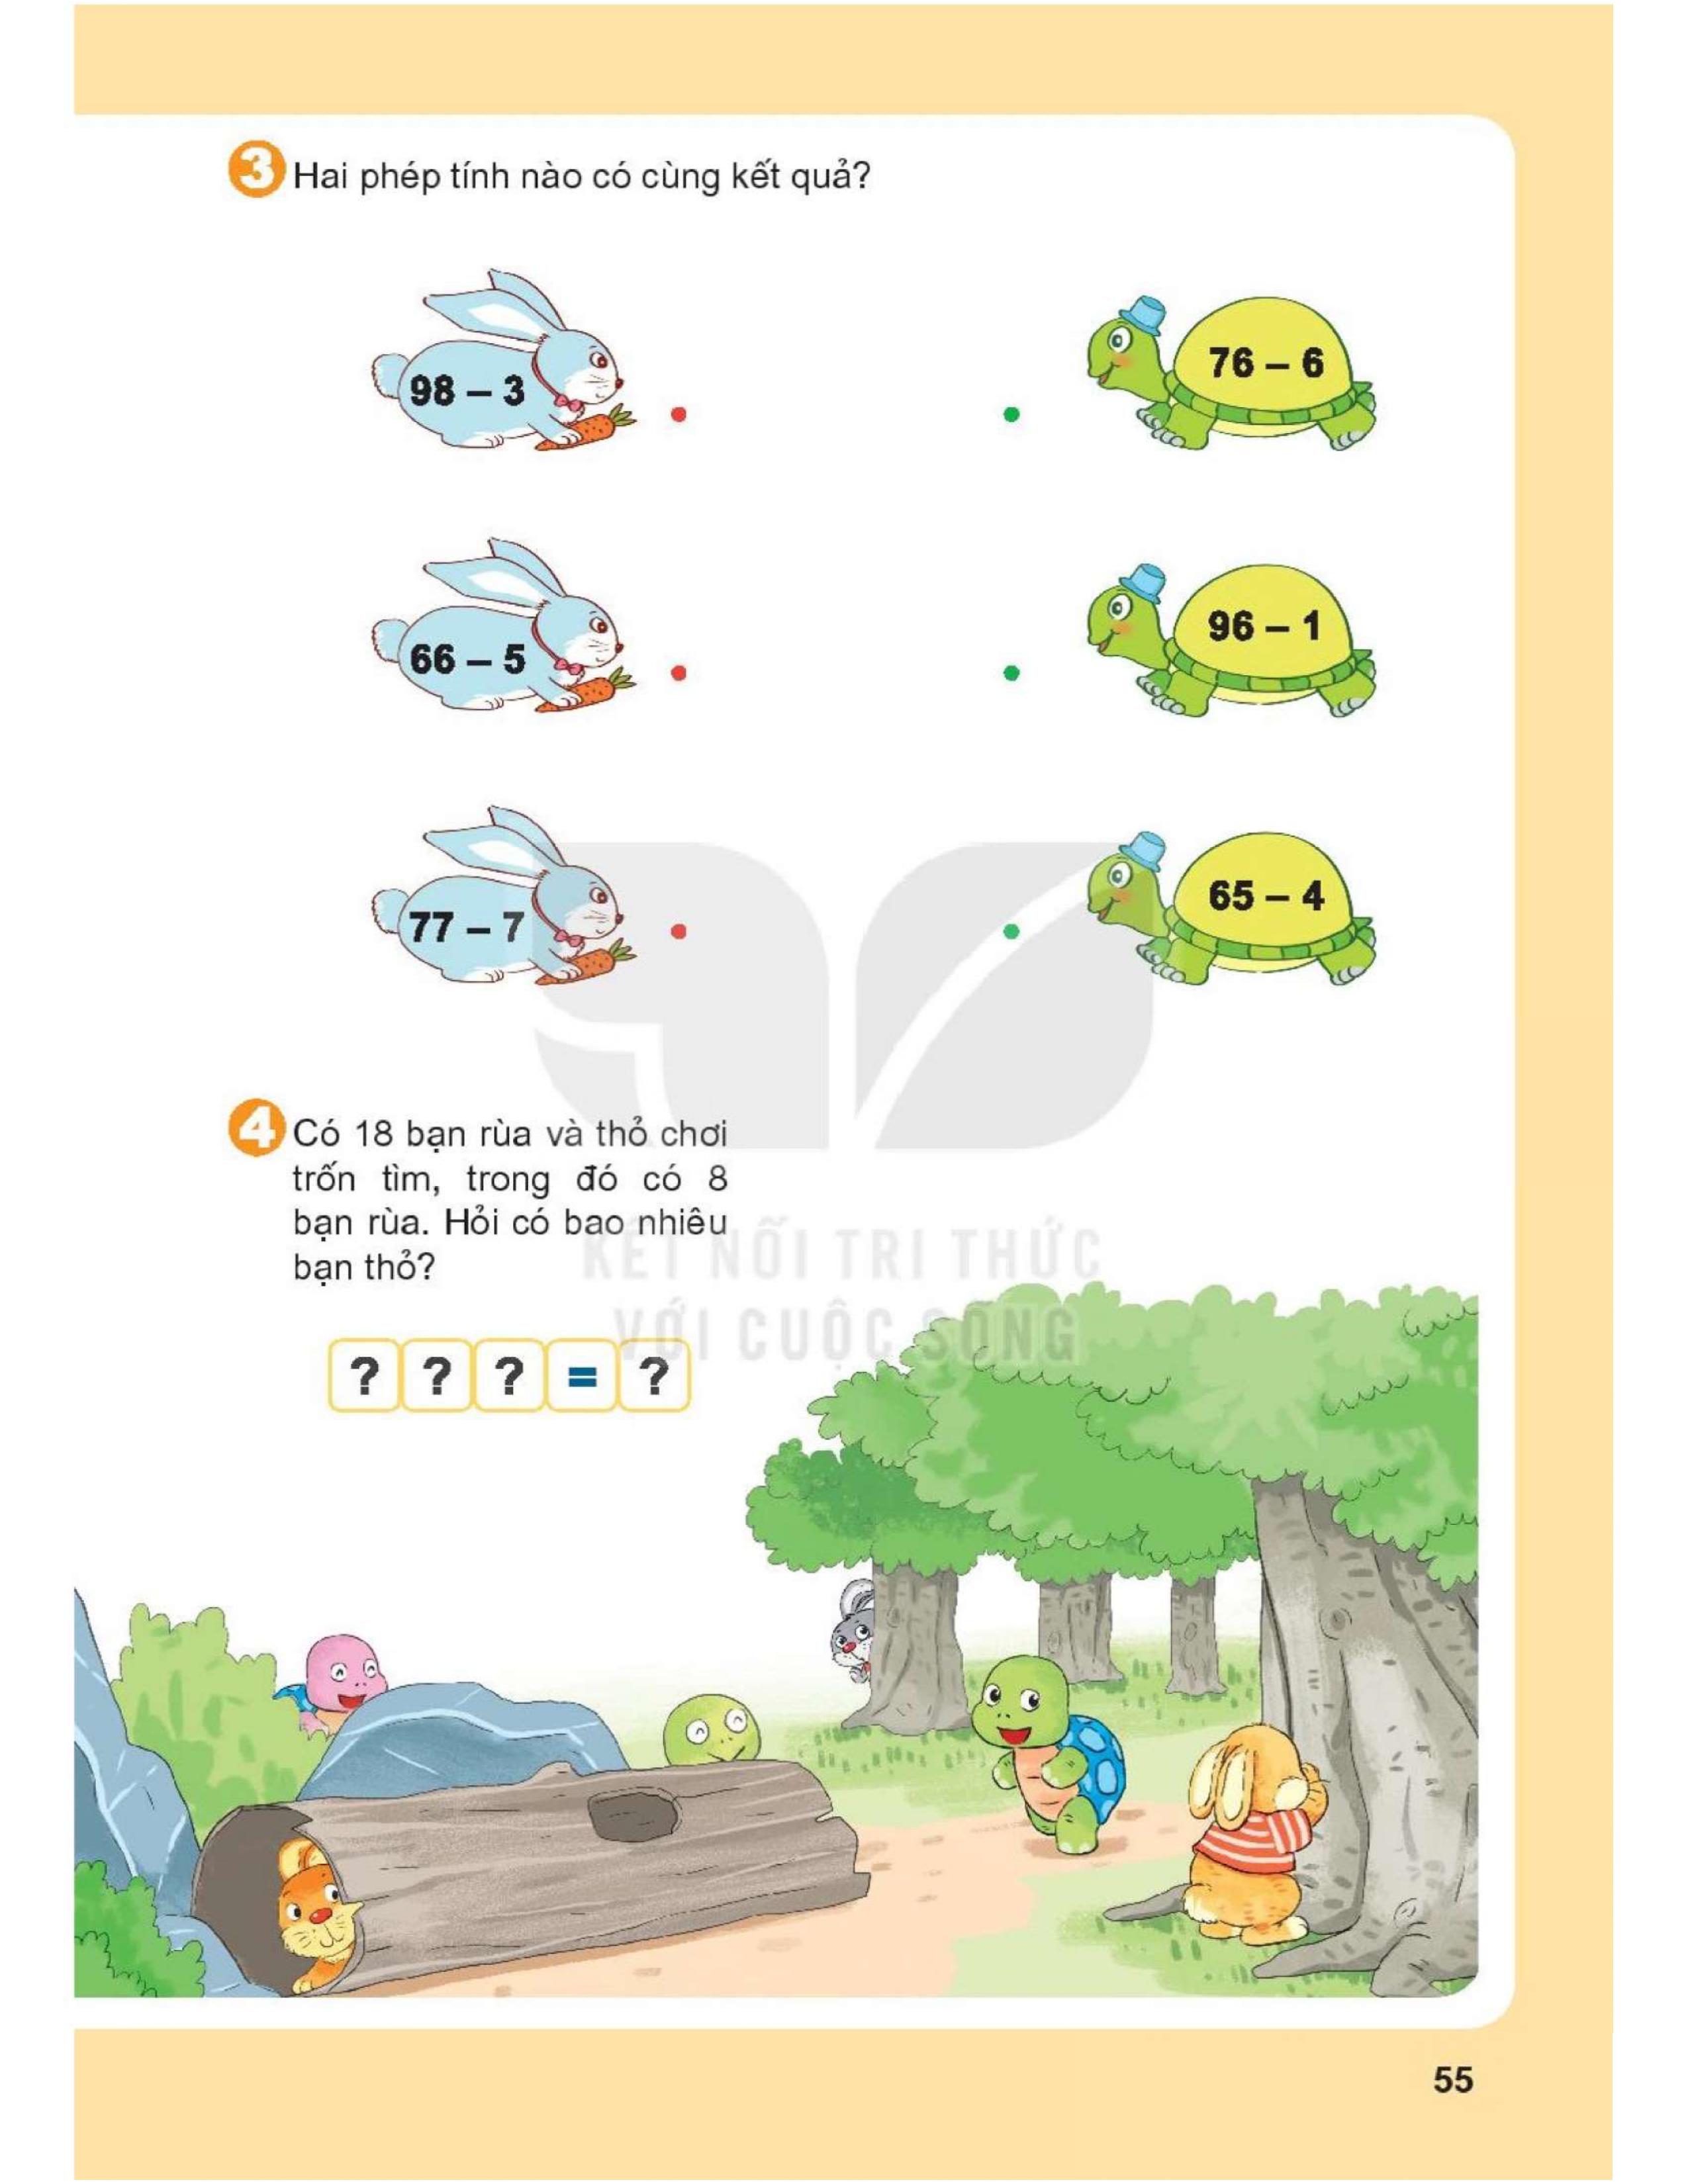 3 Hai phép tính nào có cùng kết quả?
98 – 3
76 – 6
66 – 5
96 – 1
77 – 7
65 – 4
4 Có 18 bạn rùa và thỏ chơi
trốn tìm, trong đó có 8
bạn rùa. Hỏi có bao nhiêu
bạn thỏ?
KẾT NỐI TRI THỨC
VỚI CUỘC SỐNG
? ? ? = ?
55